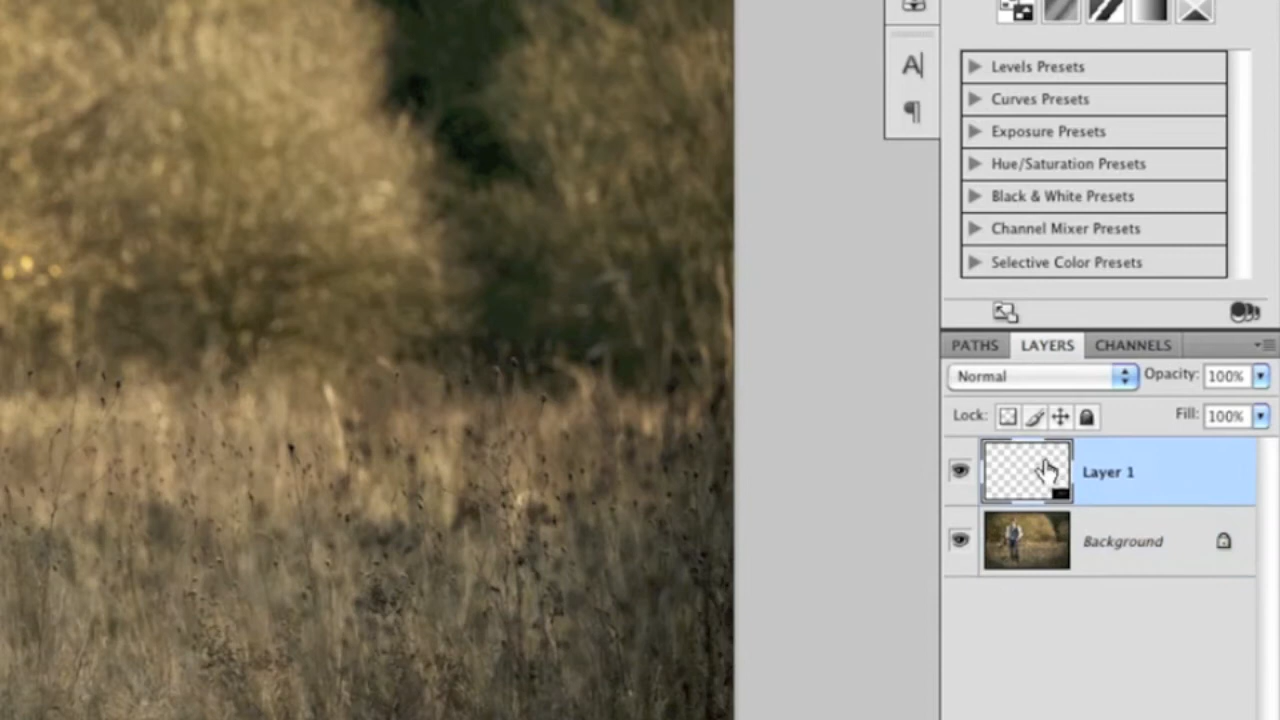 A|
¶
Levels Presets
Curves Presets
Exposure Presets
Hue/Saturation Presets
Black & White Presets
Channel Mixer Presets
Selective Color Presets
PATHS LAYERS CHANNELS
Normal Opacity: 100%
Lock: Fill: 100%
Layer 1
Background